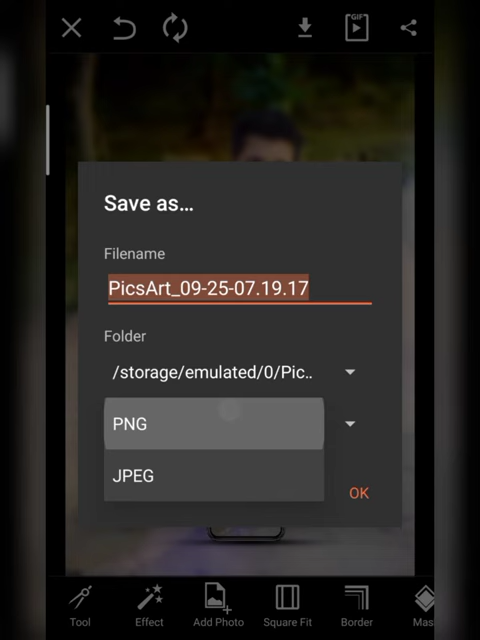 GIF
Save as...
Filename
PicsArt_09-25-07.19.17
Folder
/storage/emulated/0/Pic..
PNG
JPEG
OK
Tool
Effect
Add Photo
Square Fit
Border
Mas